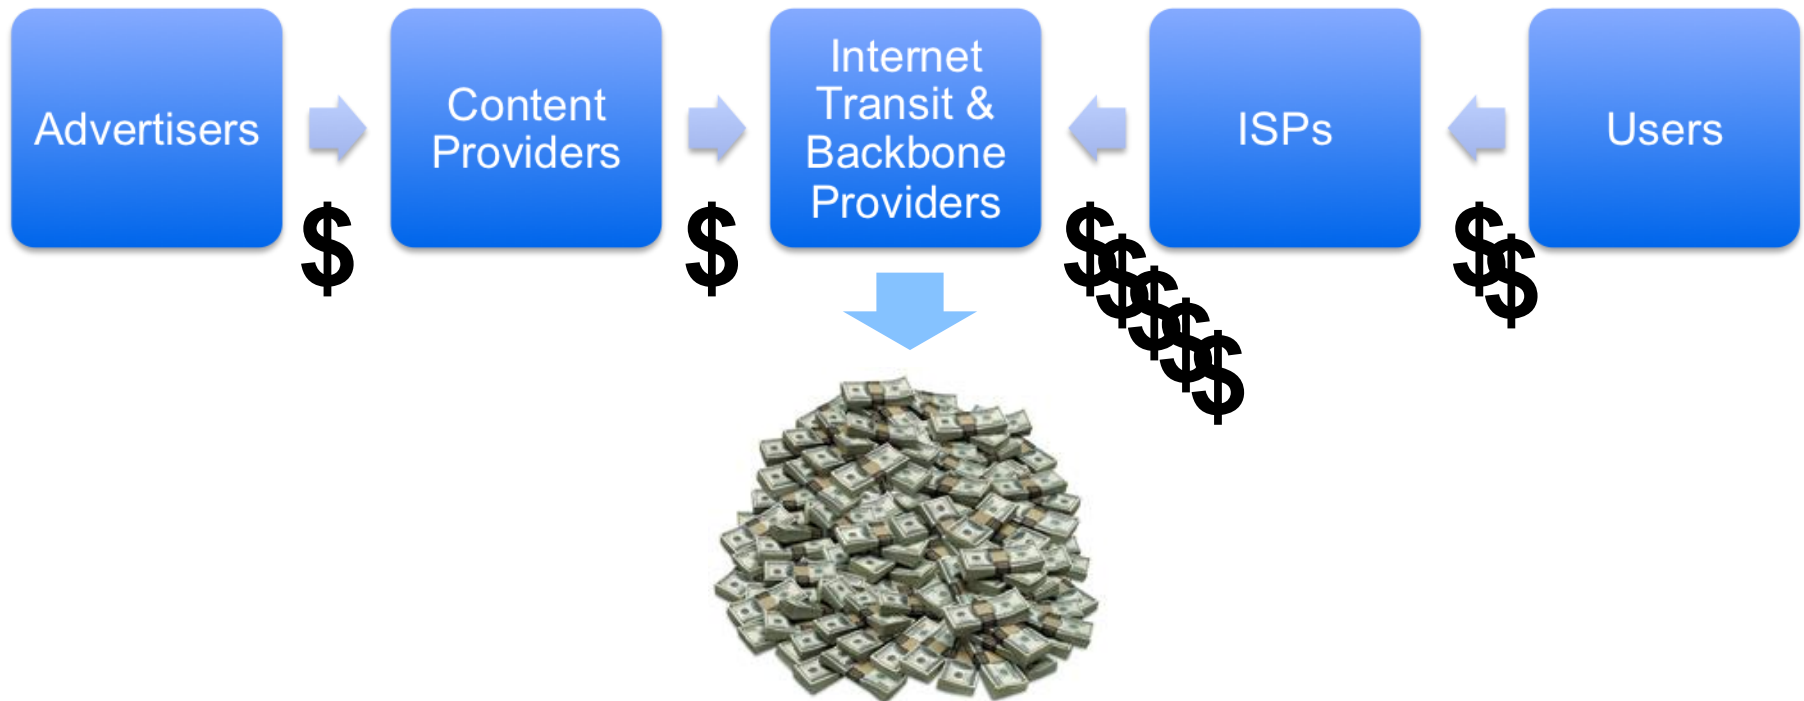 Advertisers
Content
Providers
Internet
Transit &
Backbone
Providers
ISPs
Users
$
$
$$$$$
$$